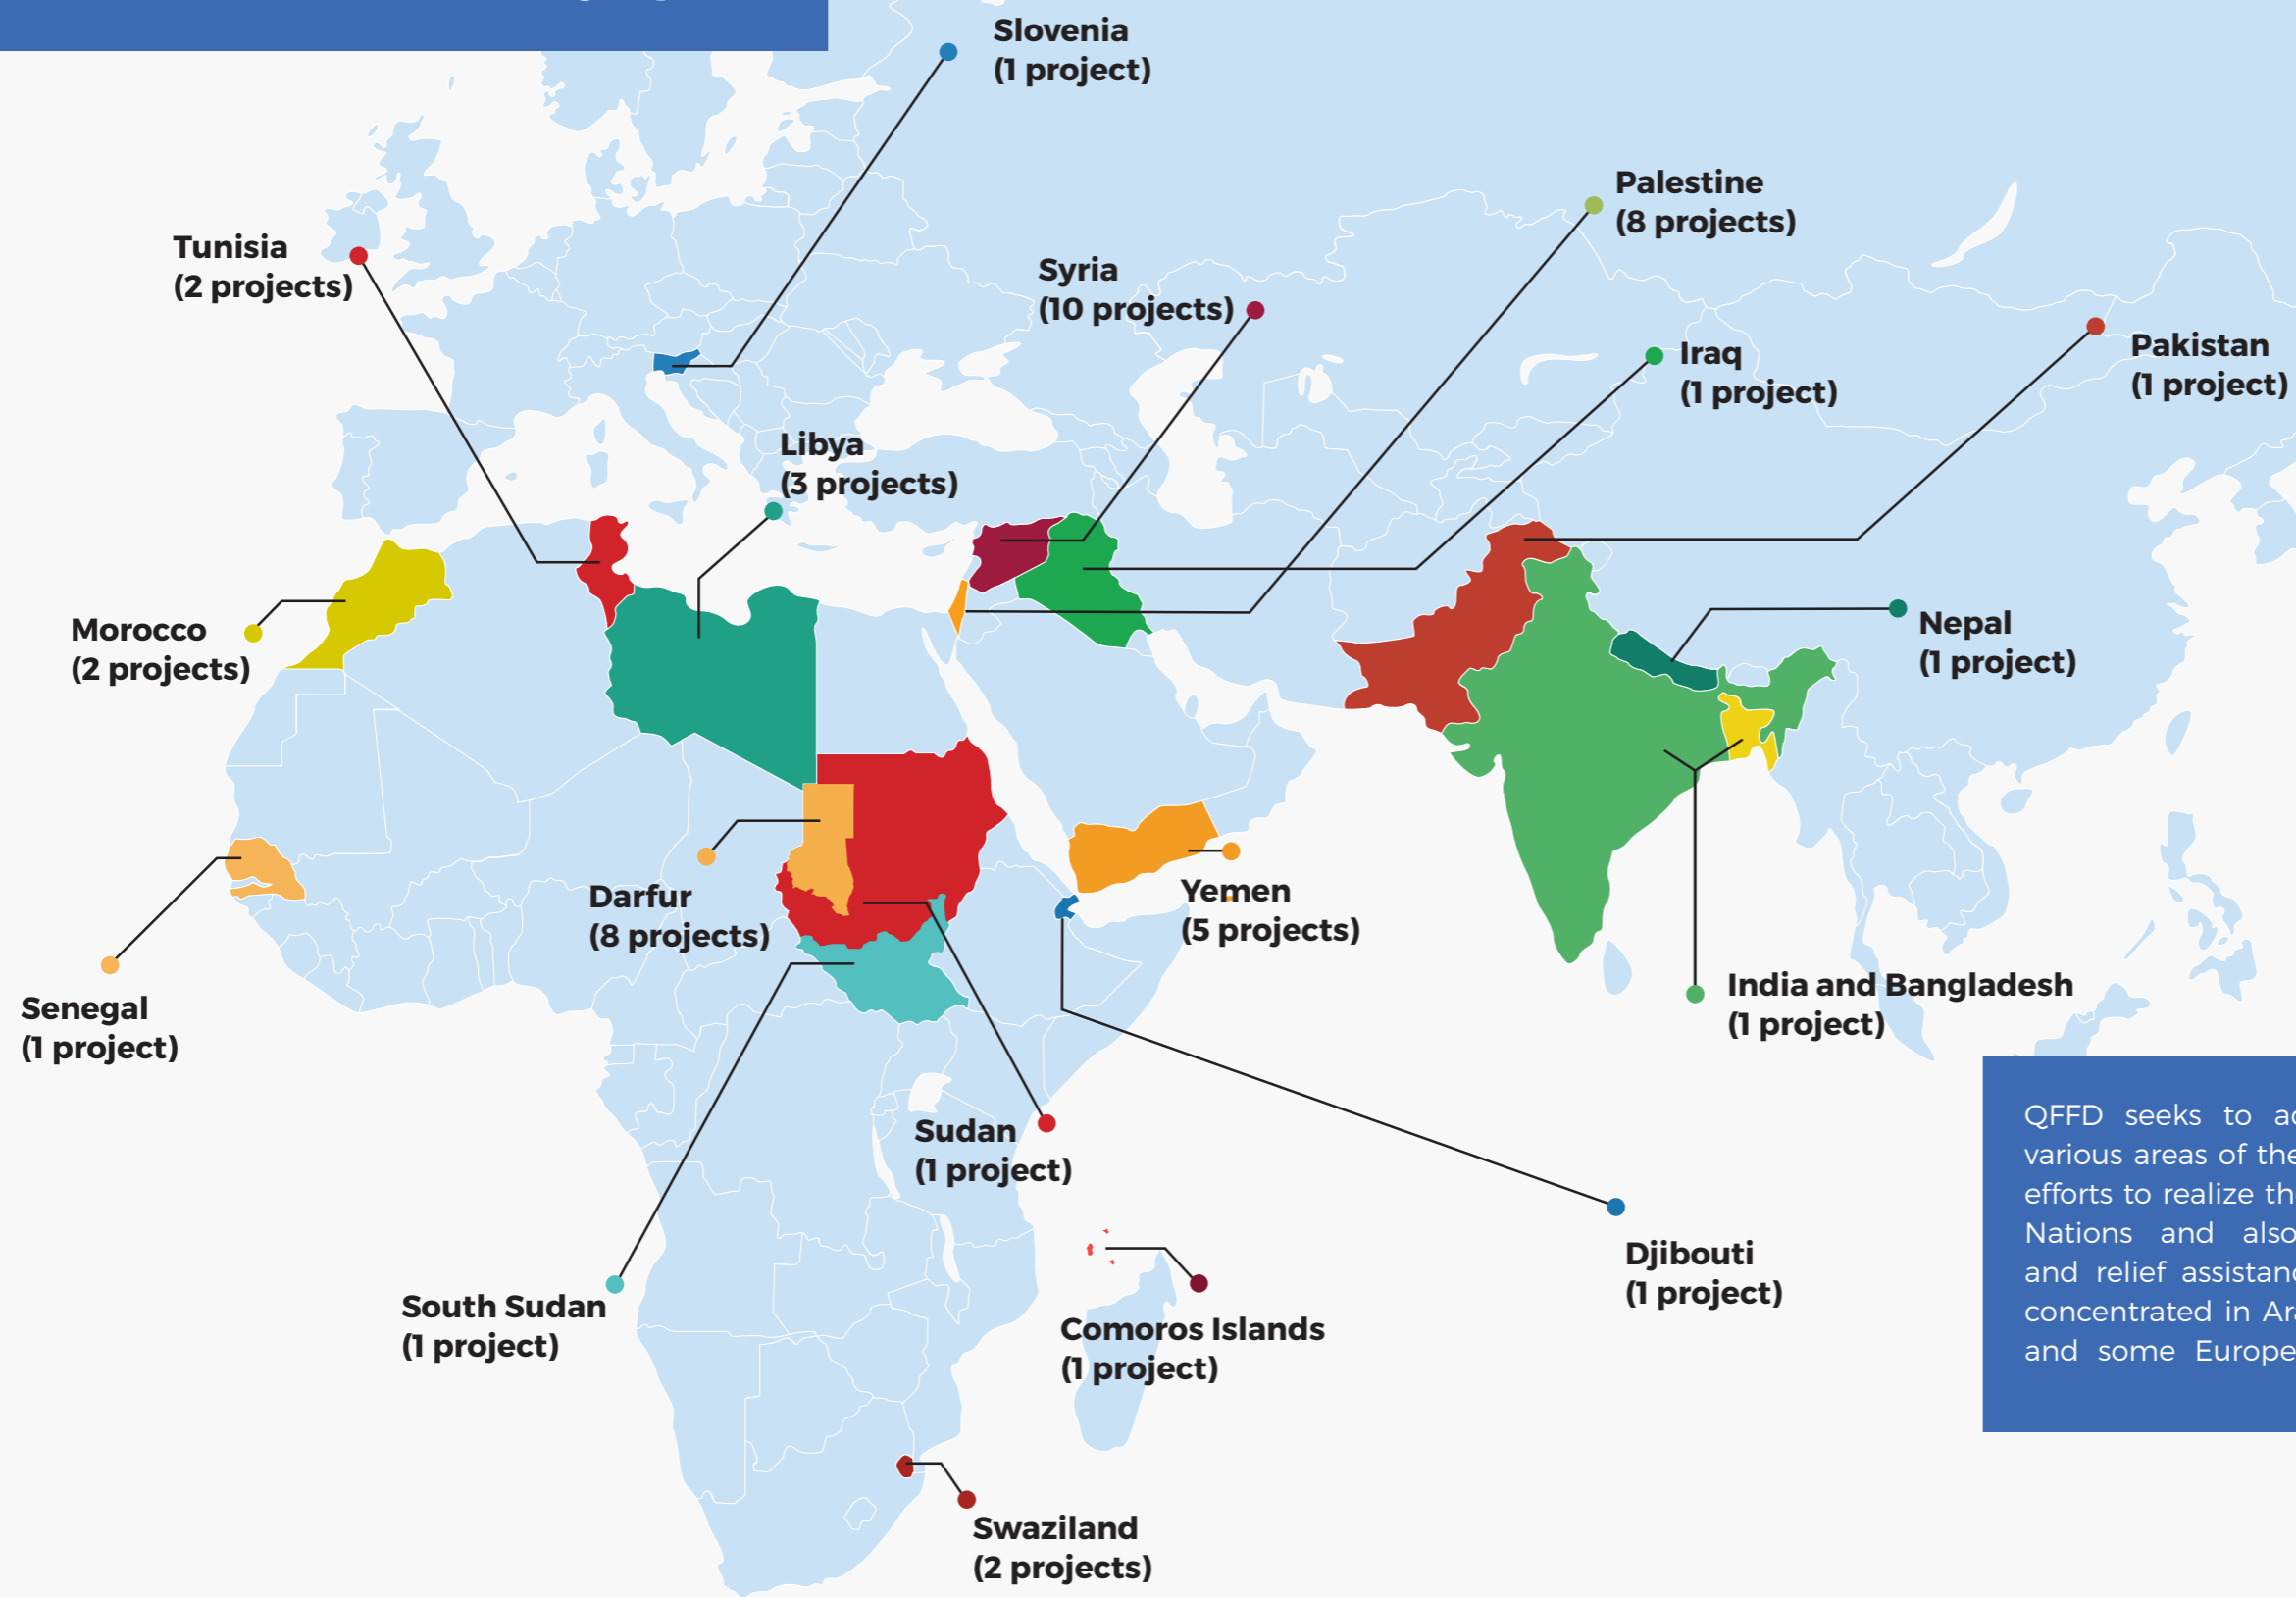 Slovenia
(1 project)
Palestine
(8 projects)
Tunisia
(2 projects)
Syria
(10 projects)
Iraq
(1 project)
Pakistan
(1 project)
Libya
(3 projects)
Morocco
(2 projects)
Nepal
(1 project)
Darfur
(8 projects)
Yemen
(5 projects)
Senegal
(1 project)
India and Bangladesh
(1 project)
Sudan
(1 project)
South Sudan
(1 project)
Comoros Islands
(1 project)
Djibouti
(1 project)
Swaziland
(2 projects)
QFFD seeks to
various areas of
efforts to realize
Nations and also
and relief
concentrated in
and some